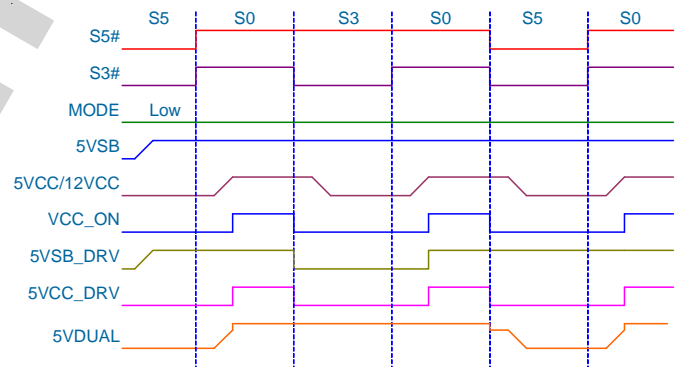 S5 S0 S3 S0 S5 S0
S5#
S3#
MODE Low
5VSB
5VCC/12VCC
VCC_ON
5VSB_DRV
5VCC_DRV
5VDUAL